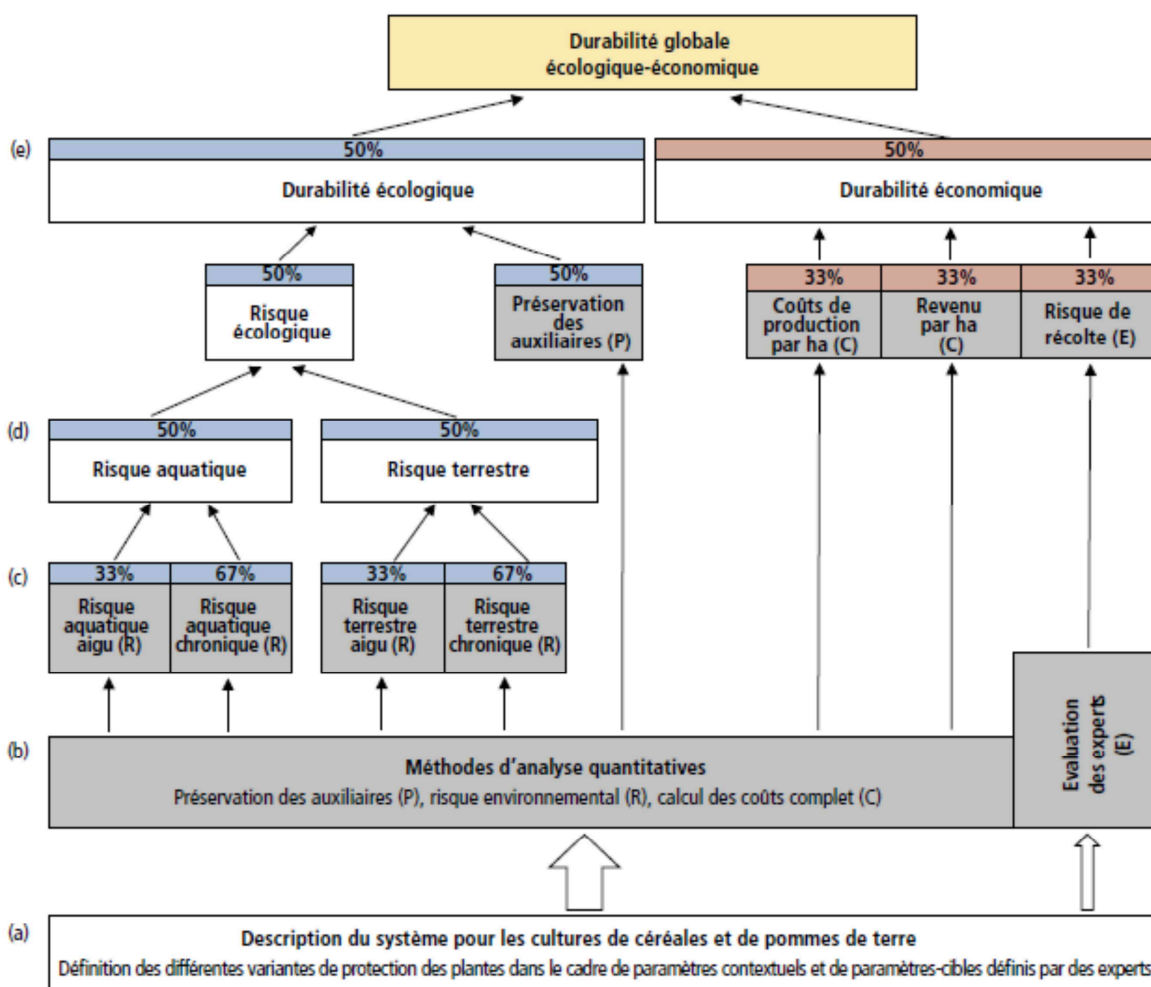 Durabilité globale
écologique-économique
(e)
50%
50%
Durabilité écologique
Durabilité économique
50%
50%
33%
33%
33%
Risque
écologique
Préservation
des
auxiliaires (P)
Coûts de
production
par ha (C)
Revenu
par ha
(C)
Risque de
récolte (E)
(d)
50%
50%
Risque aquatique
Risque terrestre
(c)
33%
67%
33%
67%
Risque
aquatique
aigu (R)
Risque
aquatique
chronique (R)
Risque
terrestre
aigu (R)
Risque
terrestre
chronique (R)
(b)
Méthodes d'analyse quantitatives
Préservation des auxiliaires (P), risque environnemental (R), calcul des coûts complet (C)
Evaluation
des experts
(E)
(a)
Description du système pour les cultures de céréales et de pommes de terre
Définition des différentes variantes de protection des plantes dans le cadre de paramètres contextuels et de paramètres-cibles définis par des experts